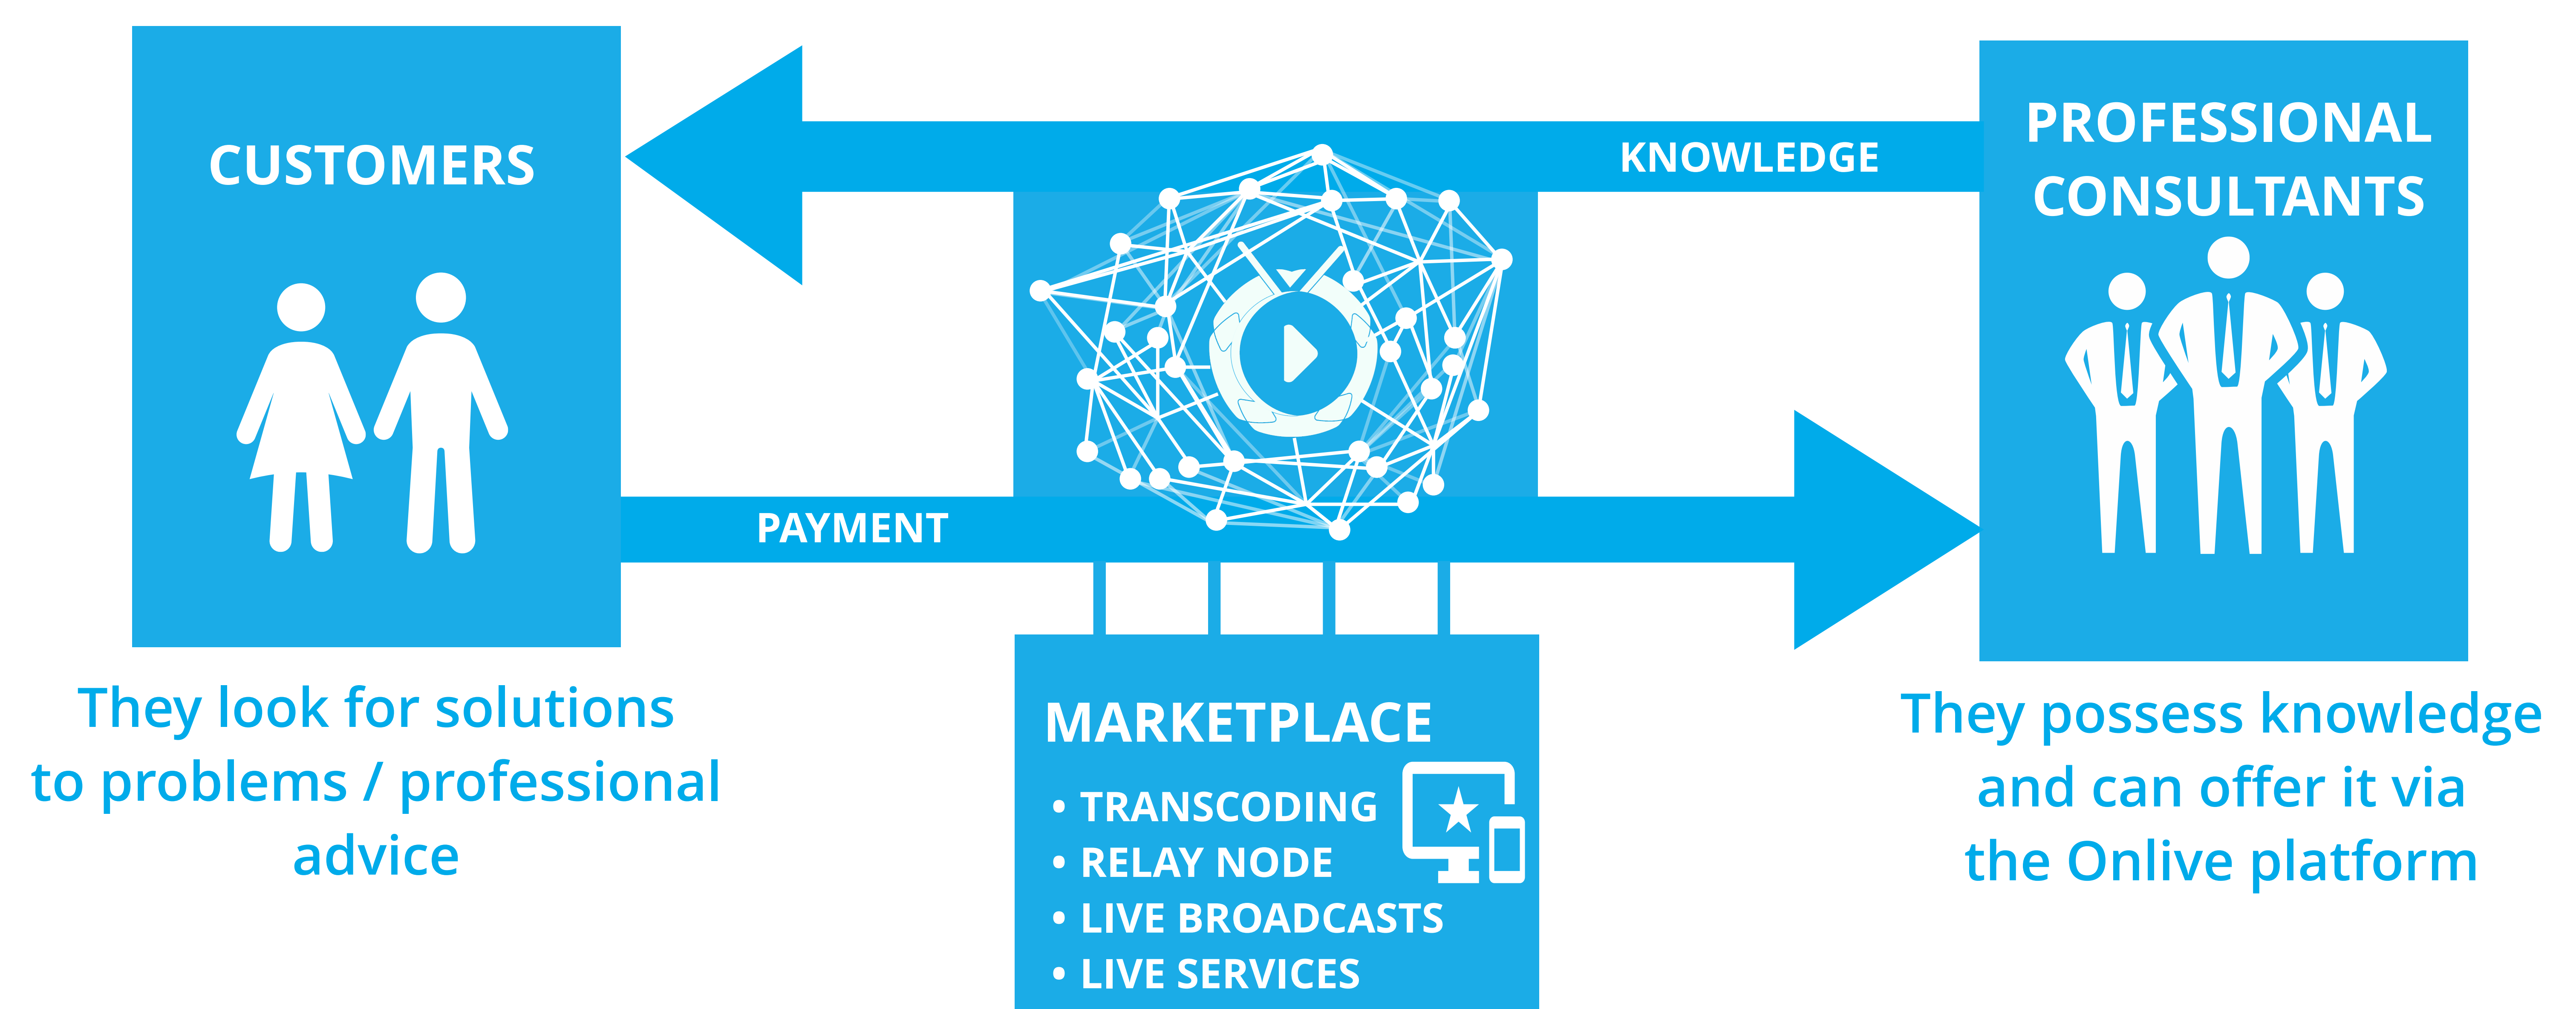 CUSTOMERS
They look for solutions
to problems / professional
advice
KNOWLEDGE
PAYMENT
MARKETPLACE
• TRANSCODING
• RELAY NODE
• LIVE BROADCASTS
• LIVE SERVICES
PROFESSIONAL
CONSULTANTS
They possess knowledge
and can offer it via
the Onlive platform